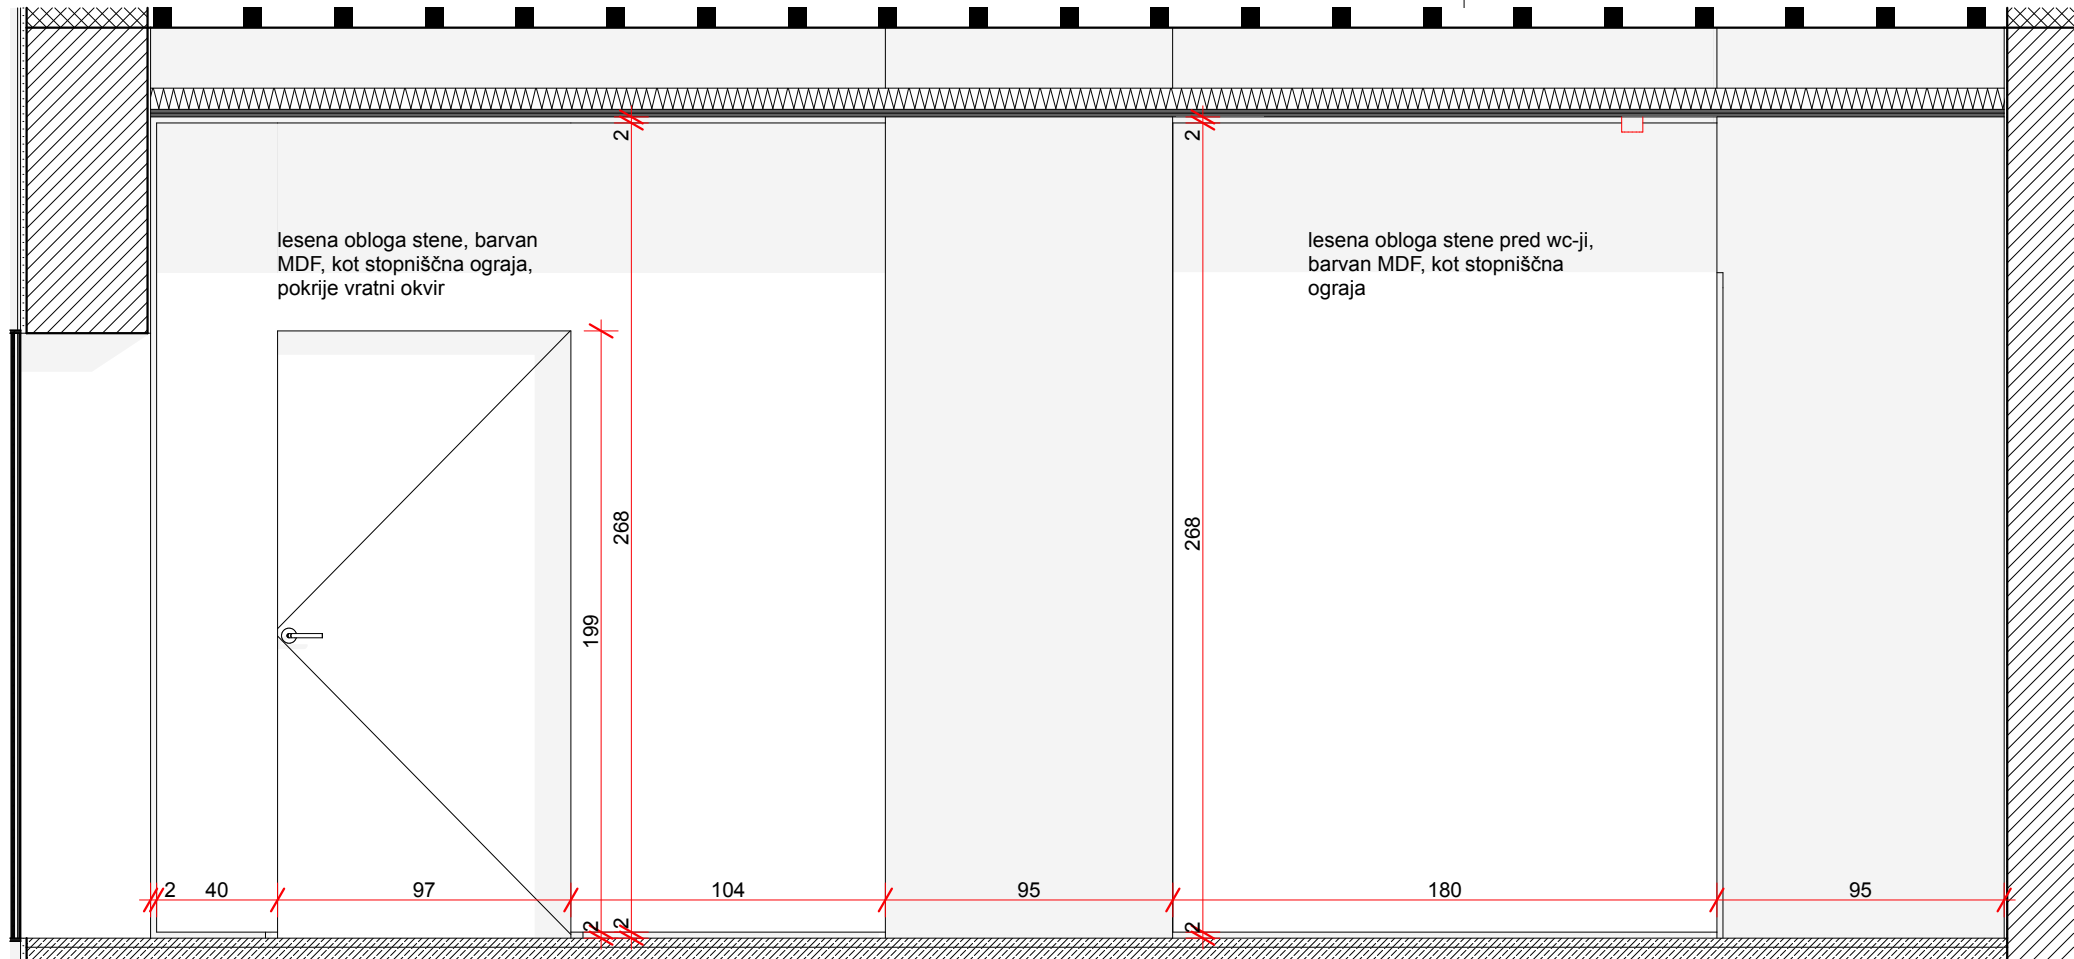 2
2
lesena obloga stene, barvan
MDF, kot stopniščna ograja,
pokrije vratni okvir
lesena obloga stene pred wc-ji,
barvan MDF, kot stopniščna
ograja
268
268
199
2
40
97
104
95
180
95
2
2
2